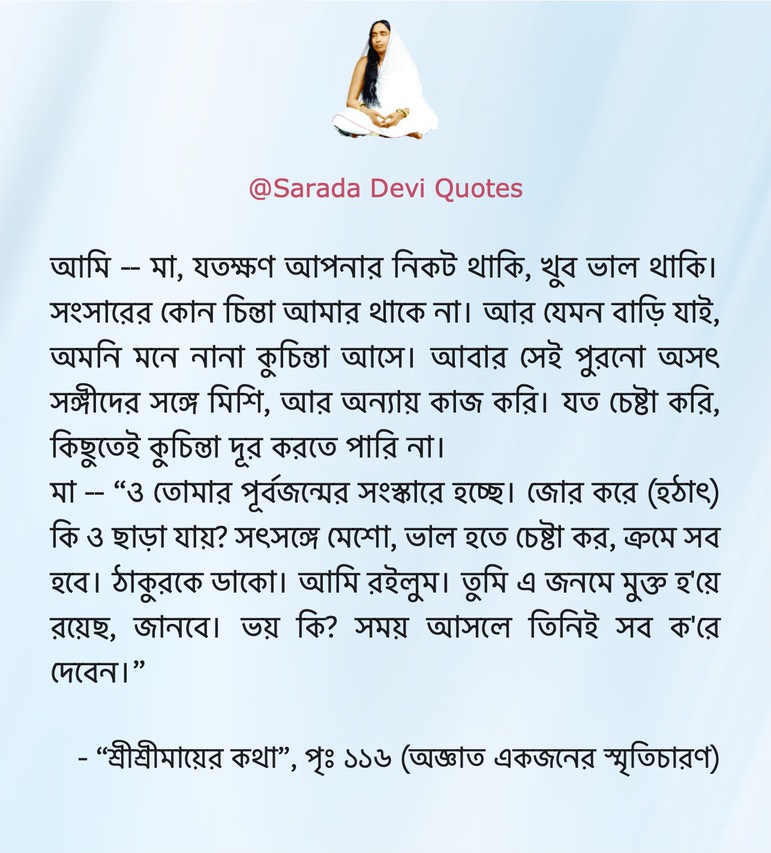 @Sarada Devi Quotes
আমি -- মা, যতক্ষণ আপনার নিকট থাকি, খুব ভাল থাকি।
সংসারের কোন চিন্তা আমার থাকে না। আর যেমন বাড়ি যাই,
অমনি মনে নানা কুচিন্তা আসে। আবার সেই পুরনো অসৎ
সঙ্গীদের সঙ্গে মিশি, আর অন্যায় কাজ করি। যত চেষ্টা করি,
কিছুতেই কুচিন্তা দূর করতে পারি না।
মা -- “ও তোমার পূর্বজন্মের সংস্কারে হচ্ছে। জোর করে (হঠাৎ)
কি ও ছাড়া যায়? সৎসঙ্গে মেশো, ভাল হতে চেষ্টা কর, ক্রমে সব
হবে। ঠাকুরকে ডাকো। আমি রইলুম। তুমি এ জনমে মুক্ত হ'য়ে
রয়েছ, জানবে। ভয় কি? সময় আসলে তিনিই সব ক'রে
দেবেন।”
- “শ্রীশ্রীমায়ের কথা”, পৃঃ ১১৬ (অজ্ঞাত একজনের স্মৃতিচারণ)